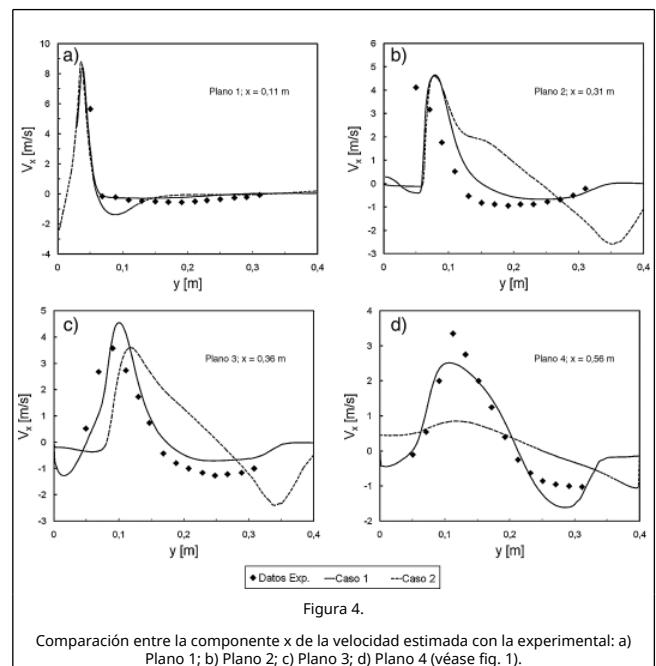 a)
Plano 1; x = 0,11 m
Vx [m/s]
10
8
6
4
2
0
-2
-4
0
0,1
0,2
0,3
0,4
y [m]
b)
Plano 2; x = 0,31 m
Vx [m/s]
6
5
4
3
2
1
0
-1
-2
-3
0
0,1
0,2
0,3
0,4
y [m]
c)
Plano 3; x = 0,36 m
Vx [m/s]
5
4
3
2
1
0
-1
-2
-3
0
0,1
0,2
0,3
0,4
y [m]
d)
Plano 4; x = 0,56 m
Vx [m/s]
4
3
2
1
0
-1
-2
0
0,1
0,2
0,3
0,4
y [m]
Datos Exp. Caso 1 Caso 2
Figura 4.
Comparación entre la componente x de la velocidad estimada con la experimental: a)
Plano 1; b) Plano 2; c) Plano 3; d) Plano 4 (véase fig. 1).